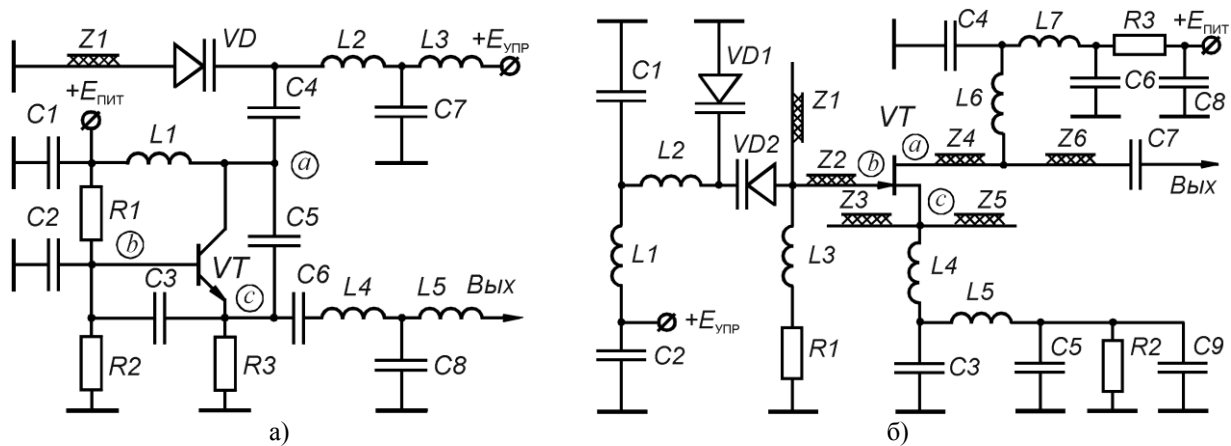 Z1
VD
L2
L3
+EУПР
+EПИТ
C1
L1
C4
C7
a
C2
R1
b
C5
VT
C3
c
C6
L4
L5
Вых
R2
R3
C8
а)
C1
VD1
C4
L7
R3
+EПИТ
Z1
L6
C6
C8
VT
L2
VD2
Z2
b
a
Z4
Z6
C7
Вых
Z3
c
Z5
L1
L3
L4
+EУПР
L5
C2
R1
C3
C5
R2
C9
б)